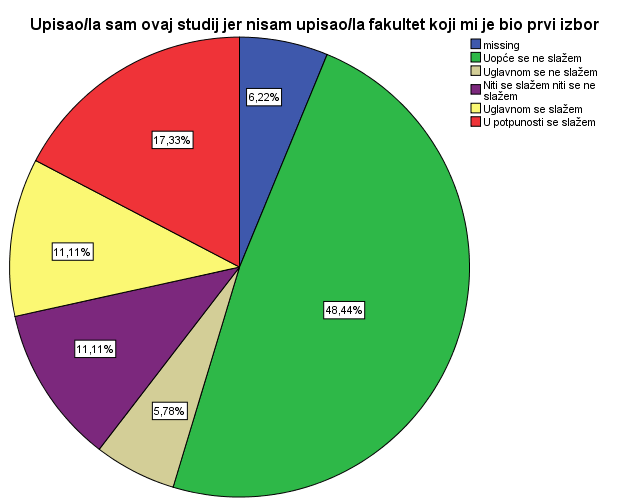 Upisao/la sam ovaj studij jer nisam upisao/la fakultet koji mi je bio prvi izbor
missing
Uopće se ne slažem
Uglavnom se ne slažem
Niti se slažem niti se ne
slažem
Uglavnom se slažem
U potpunosti se slažem
6,22%
17,33%
11,11%
48,44%
11,11%
5,78%